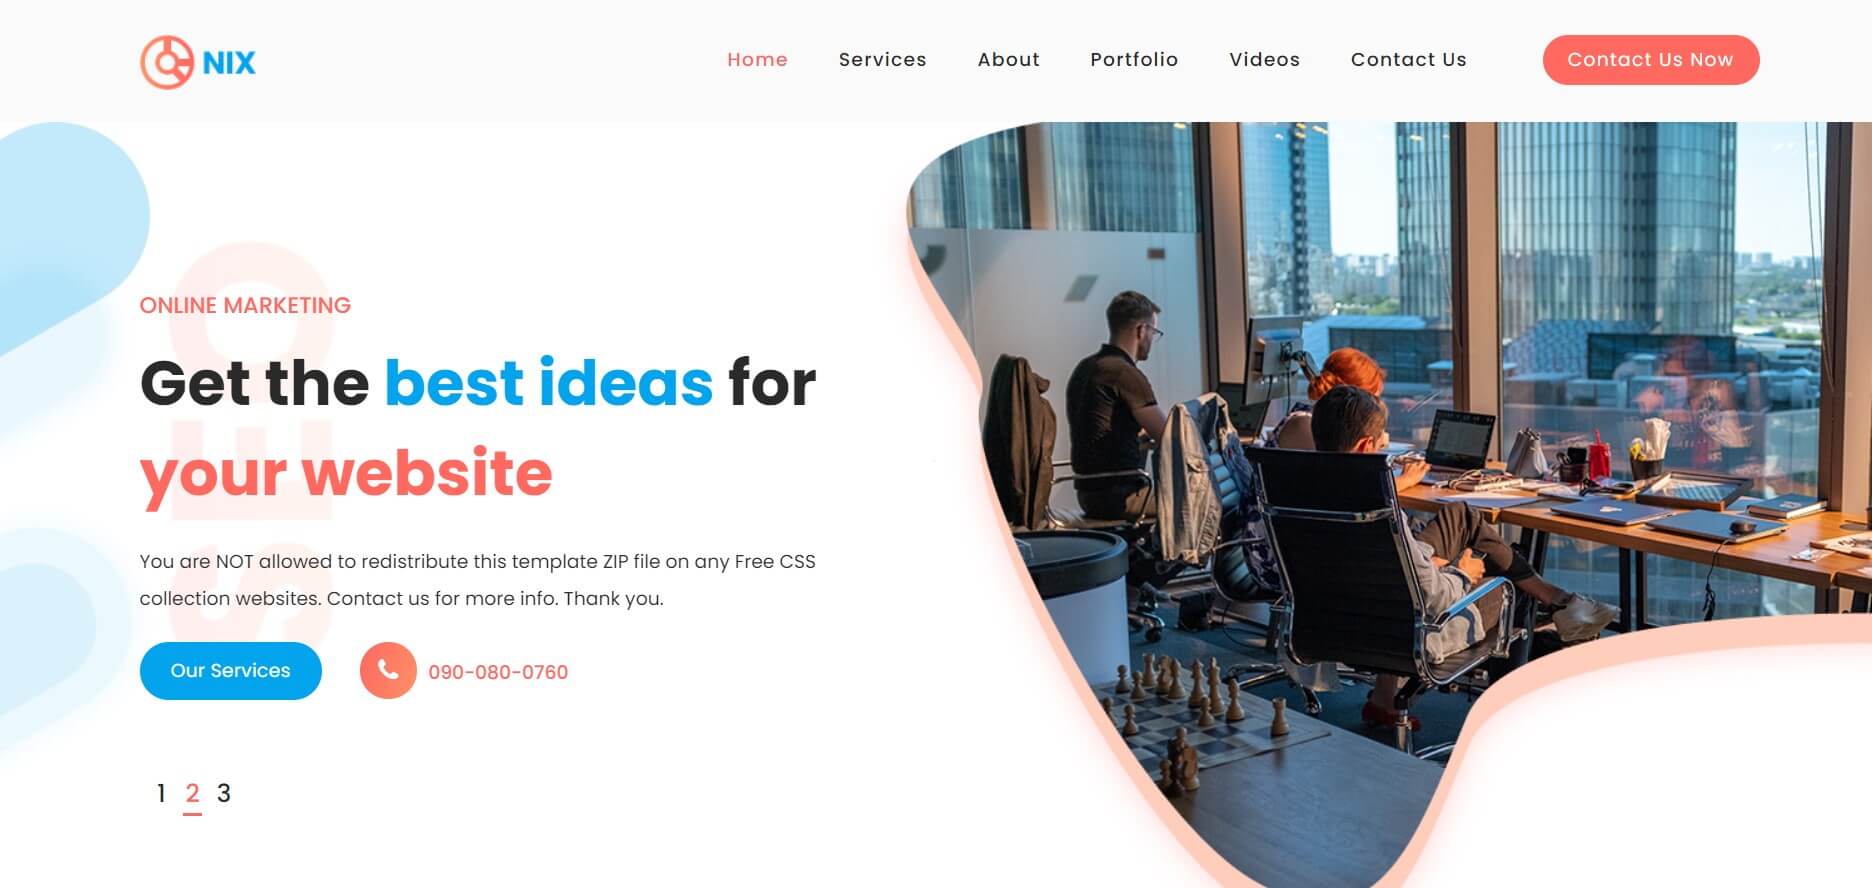 NIX
Home Services About Portfolio Videos Contact Us Contact Us Now
SEO
ONLINE MARKETING
Get the best ideas for
your website
You are NOT allowed to redistribute this template ZIP file on any Free CSS
collection websites. Contact us for more info. Thank you.
Our Services 090-080-0760
1 2 3